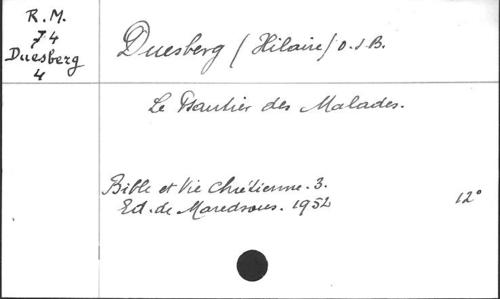 R.M.
74
Duesberg
4
Duesberg (Hilaire) O.S.B.
Le Psautier des Malades.
Bible et Vie Chrétienne. 3.
Ed. de Maredsous. 1952
12°